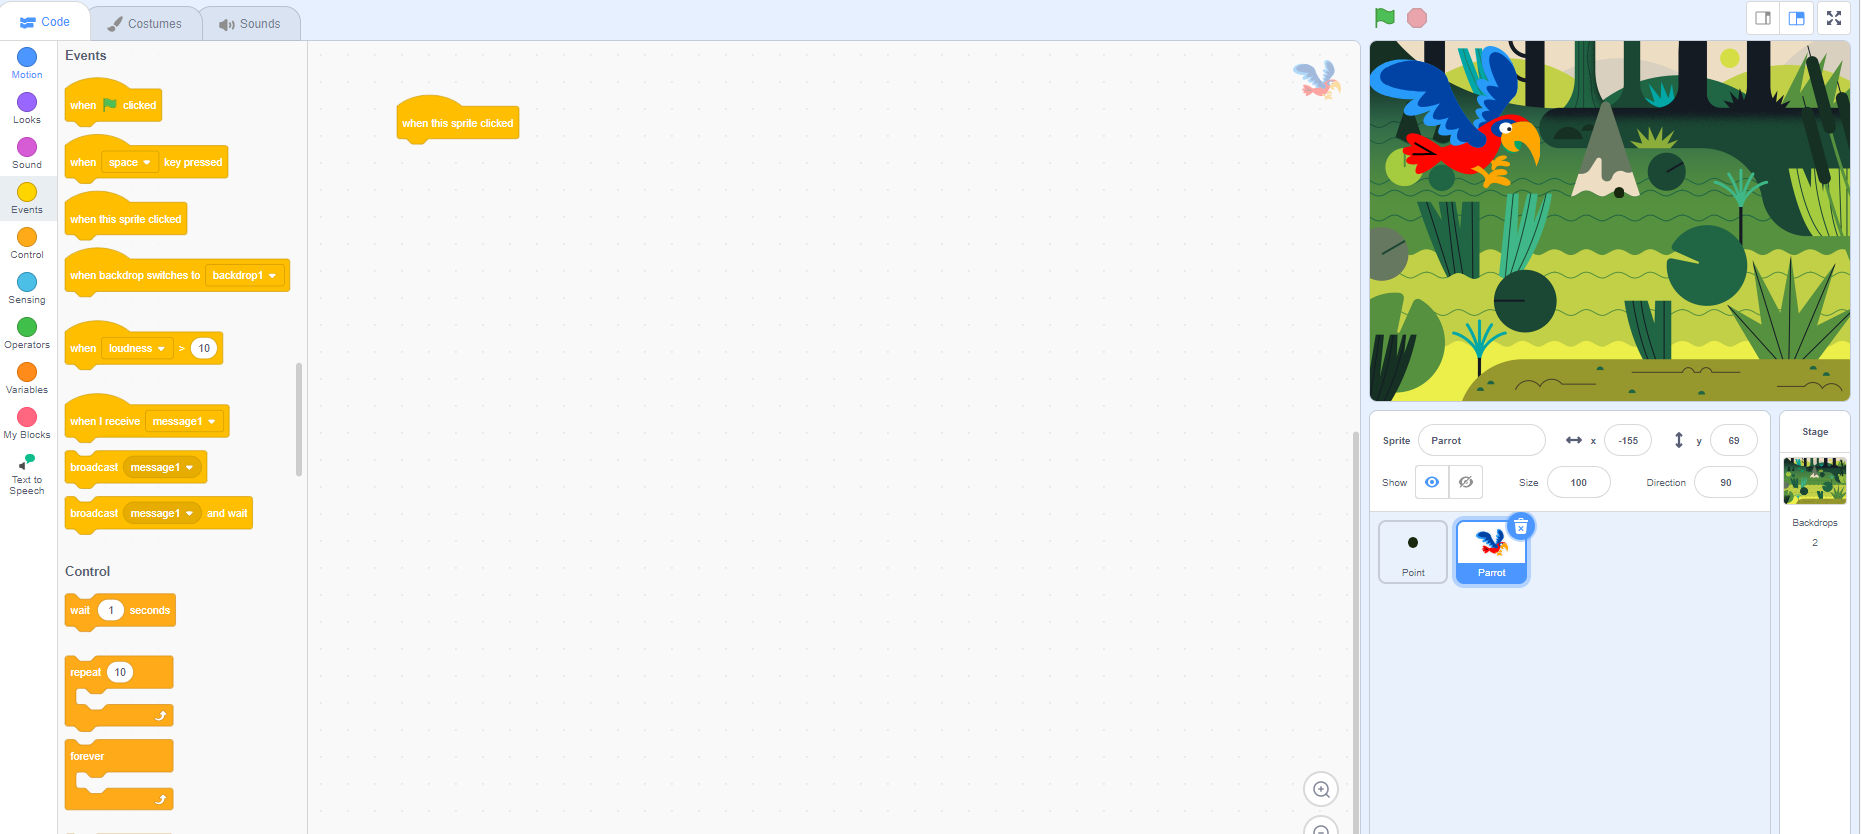 Code
Costumes
Sounds
Motion
Looks
Sound
Events
Control
Sensing
Operators
Variables
My Blocks
Text to
Speech
Events
when clicked
when space key pressed
when this sprite clicked
when backdrop switches to backdrop1
when loudness > 10
when I receive message1
broadcast message1
broadcast message1 and wait
Control
wait 1 seconds
repeat 10
forever
when this sprite clicked
Sprite Parrot x -155 y 69
Show Size 100 Direction 90
Point
Parrot
Stage
Backdrops
2